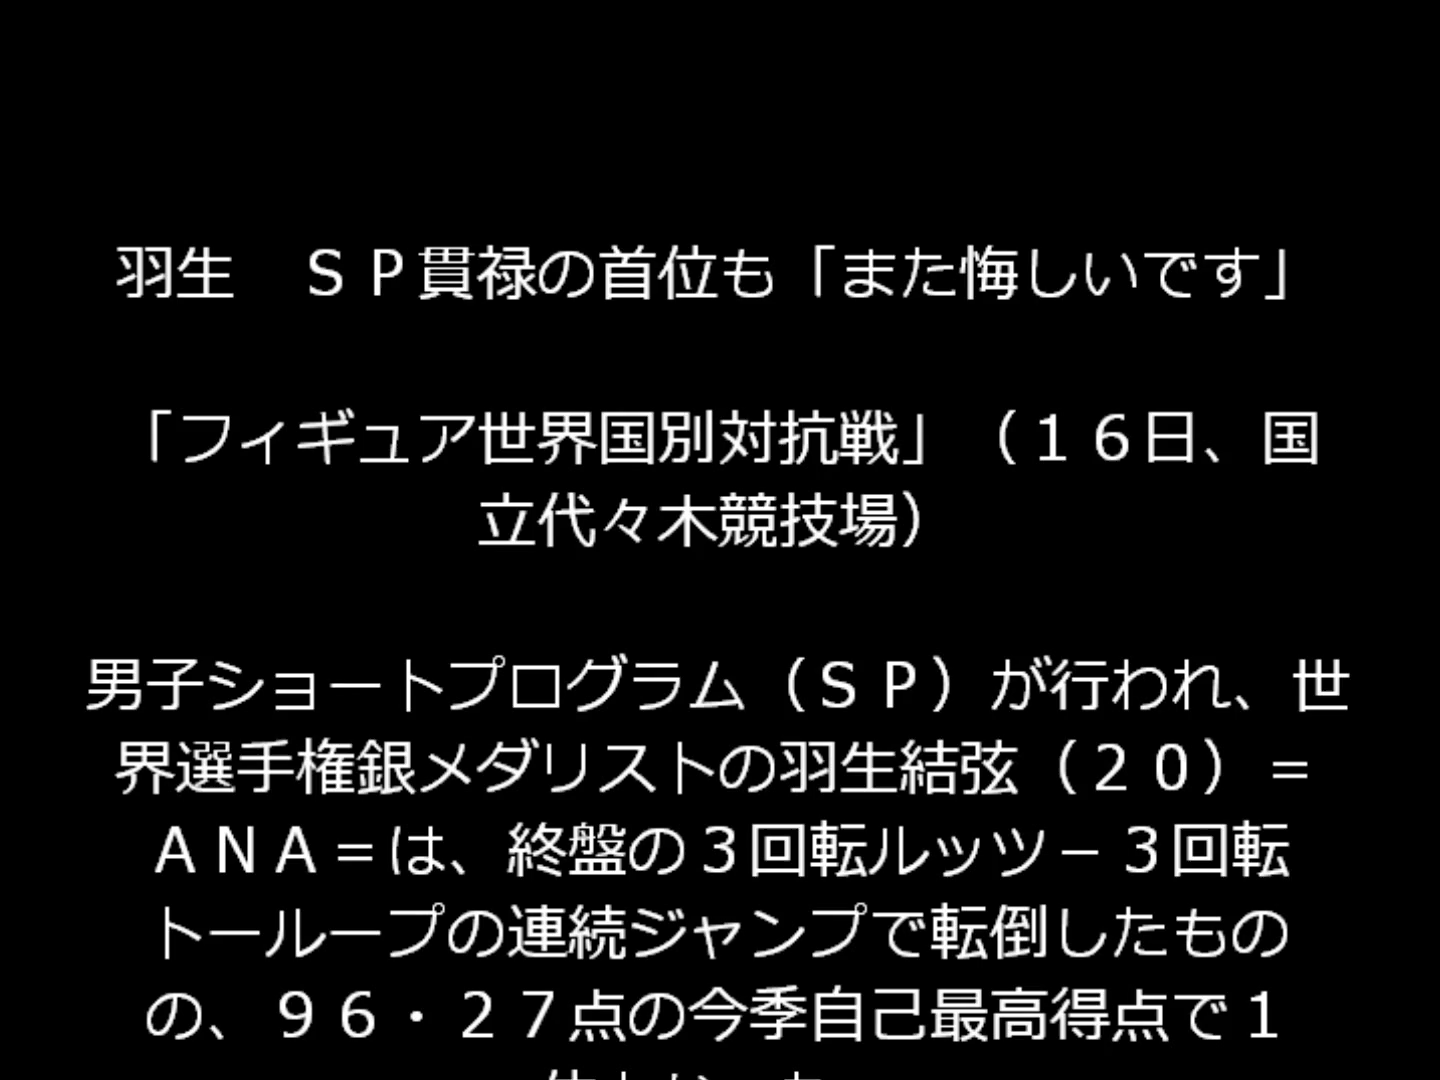 羽生　ＳＰ貫禄の首位も「また悔しいです」
「フィギュア世界国別対抗戦」（１６日、国
立代々木競技場）
男子ショートプログラム（ＳＰ）が行われ、世
界選手権銀メダリストの羽生結弦（２０）＝
ＡＮＡ＝は、終盤の３回転ルッツ－３回転
トーループの連続ジャンプで転倒したもの
の、９６・２７点の今季自己最高得点で１